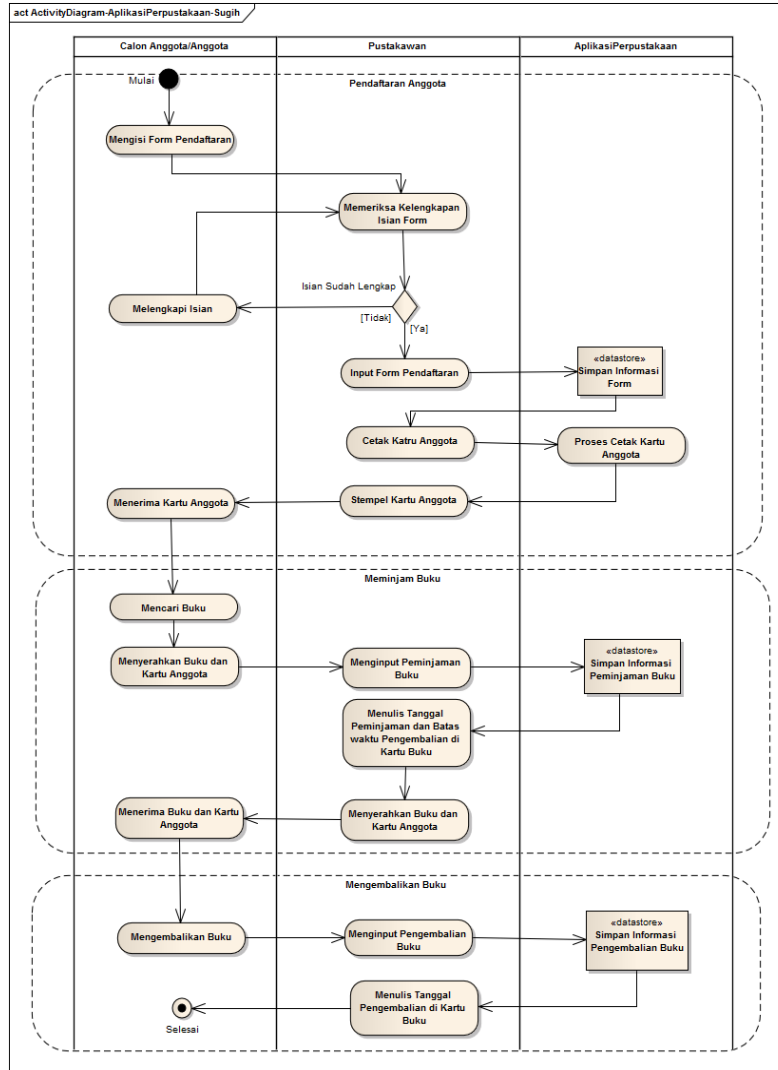 act ActivityDiagram-AplikasiPerpustakaan-Sugih
Calon Anggota/Anggota
Pustakawan
AplikasiPerpustakaan
Mulai
Pendaftaran Anggota
Mengisi Form Pendaftaran
Memeriksa Kelengkapan
Isian Form
Isian Sudah Lengkap
Melengkapi Isian
[Tidak]
[Ya]
Input Form Pendaftaran
«datastore»
Simpan Informasi
Form
Cetak Katru Anggota
Proses Cetak Kartu
Anggota
Stempel Kartu Anggota
Menerima Kartu Anggota
Meminjam Buku
Mencari Buku
Menyerahkan Buku dan
Kartu Anggota
Menginput Peminjaman
Buku
«datastore»
Simpan Informasi
Peminjaman Buku
Menulis Tanggal
Peminjaman dan Batas
waktu Pengembalian di
Kartu Buku
Menyerahkan Buku dan
Kartu Anggota
Menerima Buku dan Kartu
Anggota
Mengembalikan Buku
Mengembalikan Buku
Menginput Pengembalian
Buku
«datastore»
Simpan Informasi
Pengembalian Buku
Menulis Tanggal
Pengembalian di Kartu
Buku
Selesai